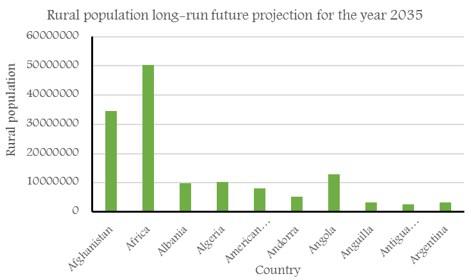 Rural population long-run future projection for the year 2035
Rural population
60000000
50000000
40000000
30000000
20000000
10000000
0
Afghanistan
Africa
Albania
Algeria
American...
Andorra
Angola
Anguilla
Antigua...
Argentina
Country